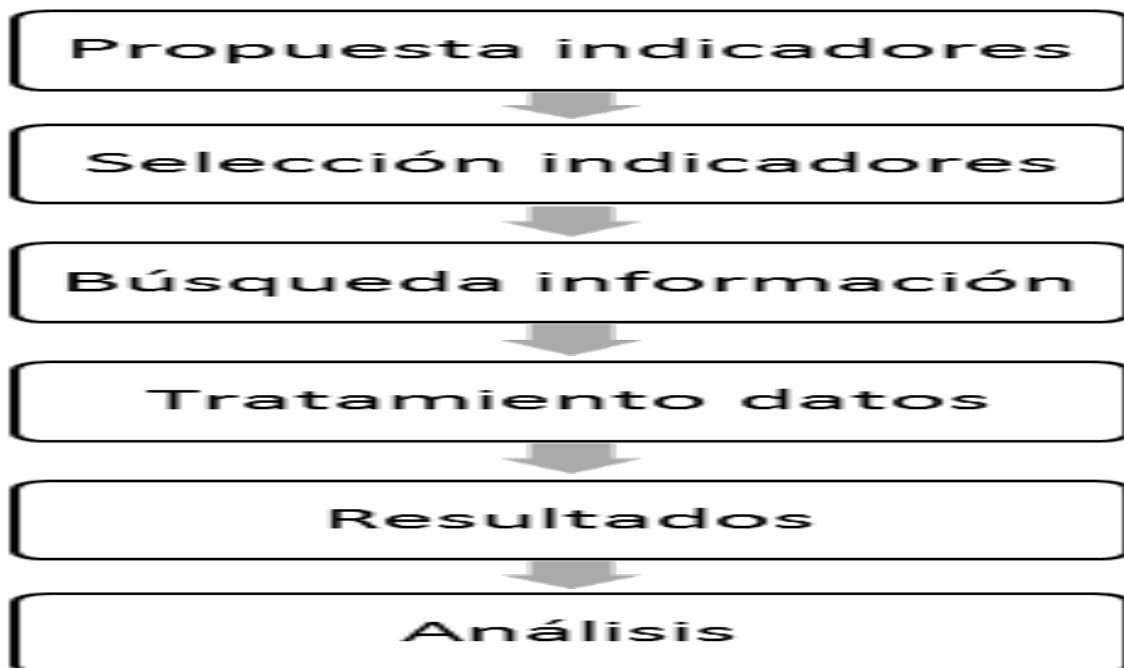 Propuesta indicadores
Selección indicadores
Búsqueda información
Tratamiento datos
Resultados
Análisis